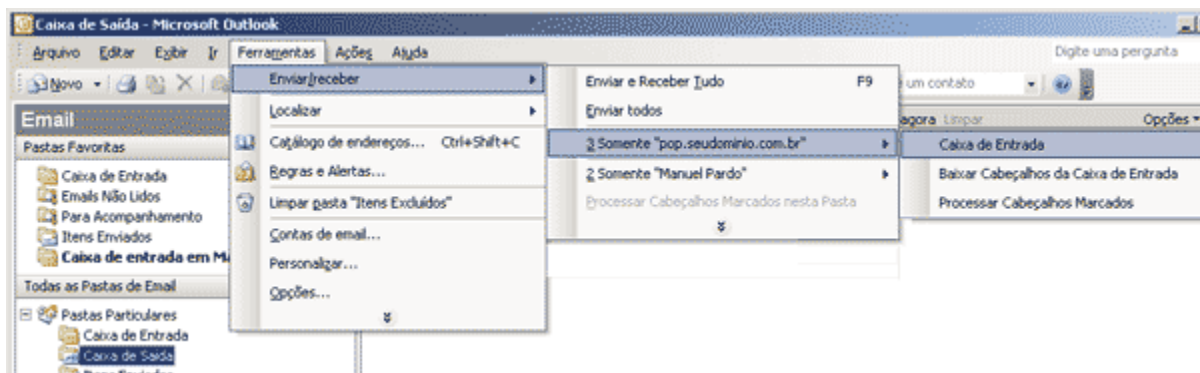 Caixa de Saída - Microsoft Outlook
Arquivo Editar Exibir Ir Ferramentas Ações Ajuda Digite uma pergunta
Novo um contato
Enviar/receber
Localizar
Catálogo de endereços... Ctrl+Shift+C
Regras e Alertas...
Limpar pasta "Itens Excluídos"
Contas de email...
Personalizar...
Opções...
Enviar e Receber Tudo F9
Enviar todos
3 Somente "pop.seudominio.com.br"
2 Somente "Manuel Pardo"
Processar Cabeçalhos Marcados nesta Pasta
agora Limpar Opções
Caixa de Entrada
Baixar Cabeçalhos da Caixa de Entrada
Processar Cabeçalhos Marcados
Email
Pastas Favoritas
Caixa de Entrada
Emails Não Lidos
Para Acompanhamento
Itens Enviados
Caixa de entrada em
Todas as Pastas de Email
Pastas Particulares
Caixa de Entrada
Caixa de Saída